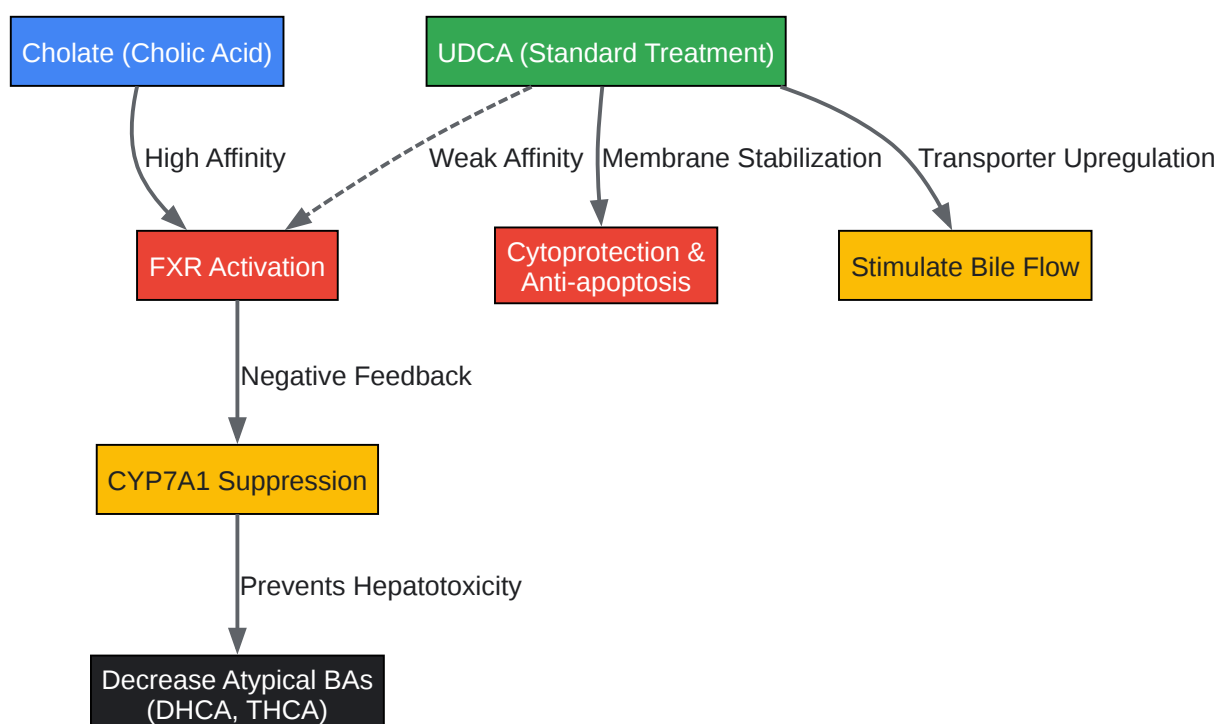 Cholate (Cholic Acid)
UDCA (Standard Treatment)
High Affinity
Weak Affinity
Membrane Stabilization
Transporter Upregulation
FXR Activation
Cytoprotection &
Anti-apoptosis
Stimulate Bile Flow
Negative Feedback
CYP7A1 Suppression
Prevents Hepatotoxicity
Decrease Atypical BAs
(DHCA, THCA)